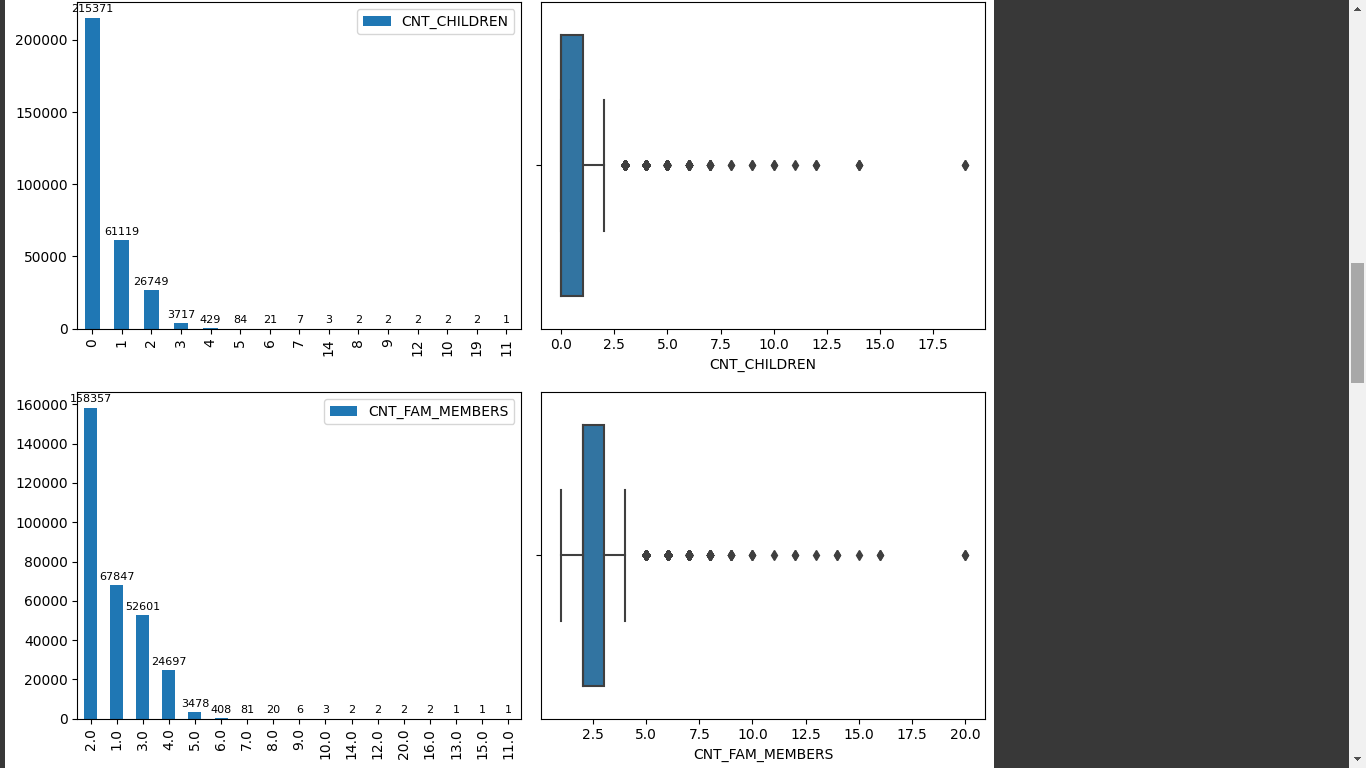 215371
CNT_CHILDREN
200000
150000
100000
50000
0
61119
26749
3717 429 84 21 7 3 2 2 2 2 2 1
0 1 2 3 4 5 6 7 14 8 9 12 10 19 11
0.0 2.5 5.0 7.5 10.0 12.5 15.0 17.5
CNT_CHILDREN
158357
CNT_FAM_MEMBERS
160000
140000
120000
100000
80000
60000
40000
20000
0
67847
52601
24697
3478 408 81 20 6 3 2 2 2 2 1 1 1
2.0 1.0 3.0 4.0 5.0 6.0 7.0 8.0 9.0 10.0 14.0 12.0 20.0 16.0 13.0 15.0 11.0
2.5 5.0 7.5 10.0 12.5 15.0 17.5 20.0
CNT_FAM_MEMBERS